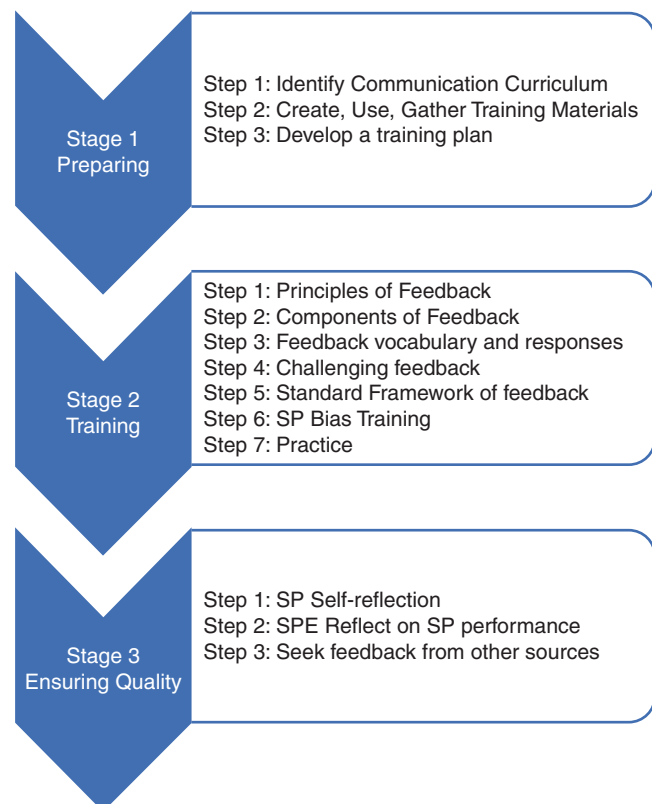 Stage 1
Preparing
Step 1: Identify Communication Curriculum
Step 2: Create, Use, Gather Training Materials
Step 3: Develop a training plan
Stage 2
Training
Step 1: Principles of Feedback
Step 2: Components of Feedback
Step 3: Feedback vocabulary and responses
Step 4: Challenging feedback
Step 5: Standard Framework of feedback
Step 6: SP Bias Training
Step 7: Practice
Stage 3
Ensuring Quality
Step 1: SP Self-reflection
Step 2: SPE Reflect on SP performance
Step 3: Seek feedback from other sources